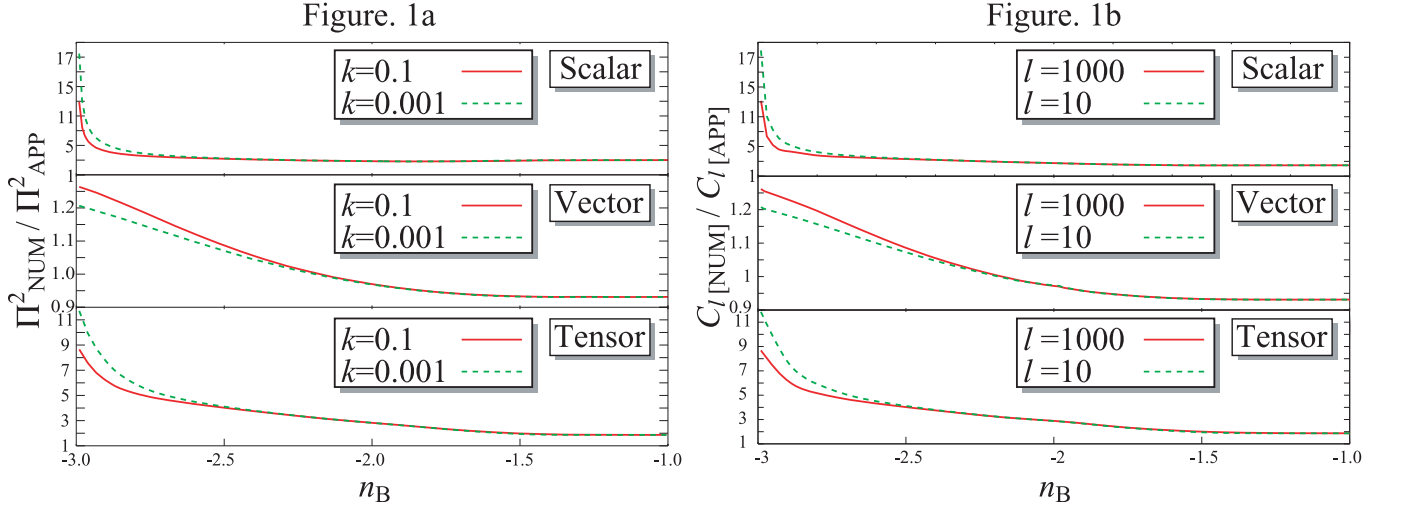 Figure. 1a
Π²NUM / Π²APP
17
15
11
5
1
k=0.1
k=0.001
Scalar
1.2
1.1
1.0
0.9
k=0.1
k=0.001
Vector
11
9
7
5
3
1
k=0.1
k=0.001
Tensor
-3.0 -2.5 -2.0 -1.5 -1.0
nB
Figure. 1b
Cl [NUM] / Cl [APP]
17
15
11
5
1
l =1000
l =10
Scalar
1.2
1.1
1
0.9
l =1000
l =10
Vector
11
9
7
5
3
1
l =1000
l =10
Tensor
-3 -2.5 -2 -1.5 -1.0
nB